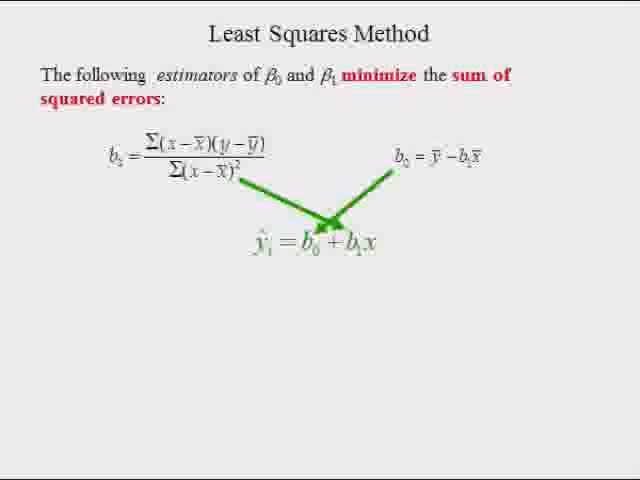 Least Squares Method
The following estimators of β₀ and β₁ minimize the sum of
squared errors:
b₁ = Σ(x − x̄)(y − ȳ) / Σ(x − x̄)²
b₀ = ȳ − b₁x̄
ŷᵢ = b₀ + b₁x